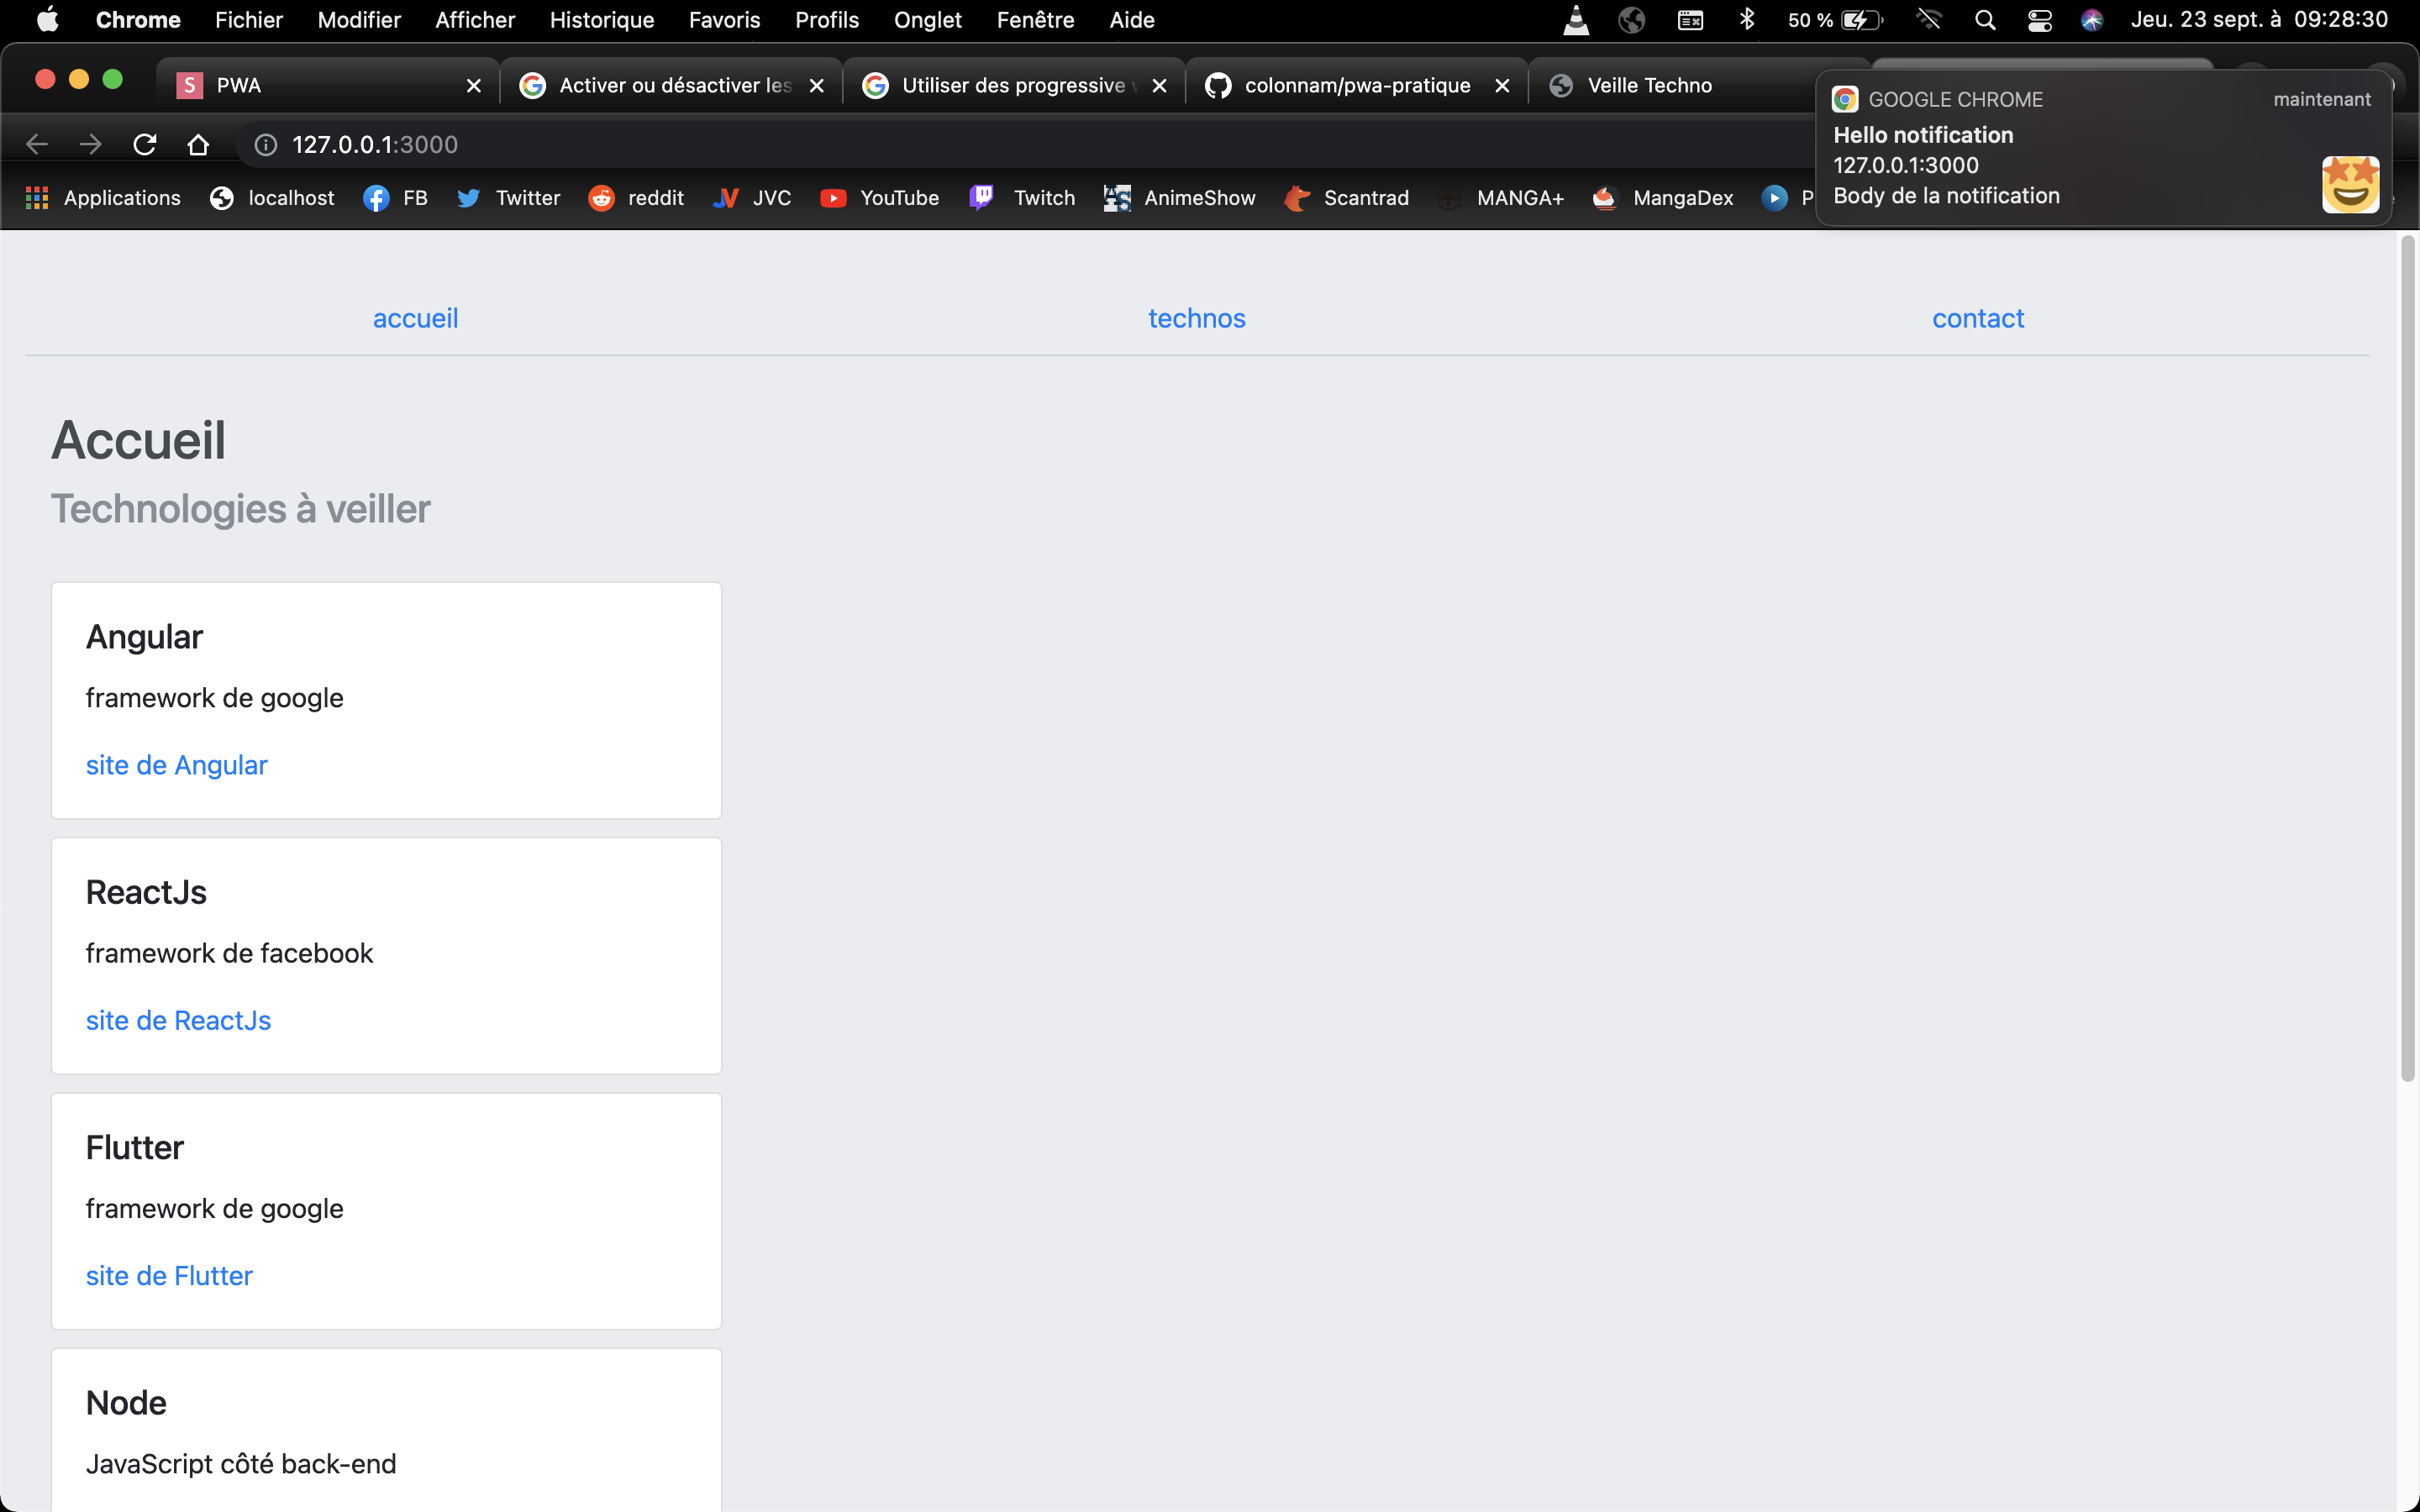 Chrome Fichier Modifier Afficher Historique Favoris Profils Onglet Fenêtre Aide 50 % Jeu. 23 sept. à 09:28:30
S PWA Activer ou désactiver les Utiliser des progressive colonnam/pwa-pratique Veille Techno
127.0.0.1:3000
Applications localhost FB Twitter reddit JVC YouTube Twitch AnimeShow Scantrad MANGA+ MangaDex P
GOOGLE CHROME maintenant
Hello notification
127.0.0.1:3000
Body de la notification
accueil technos contact
Accueil
Technologies à veiller
Angular
framework de google
site de Angular
ReactJs
framework de facebook
site de ReactJs
Flutter
framework de google
site de Flutter
Node
JavaScript côté back-end